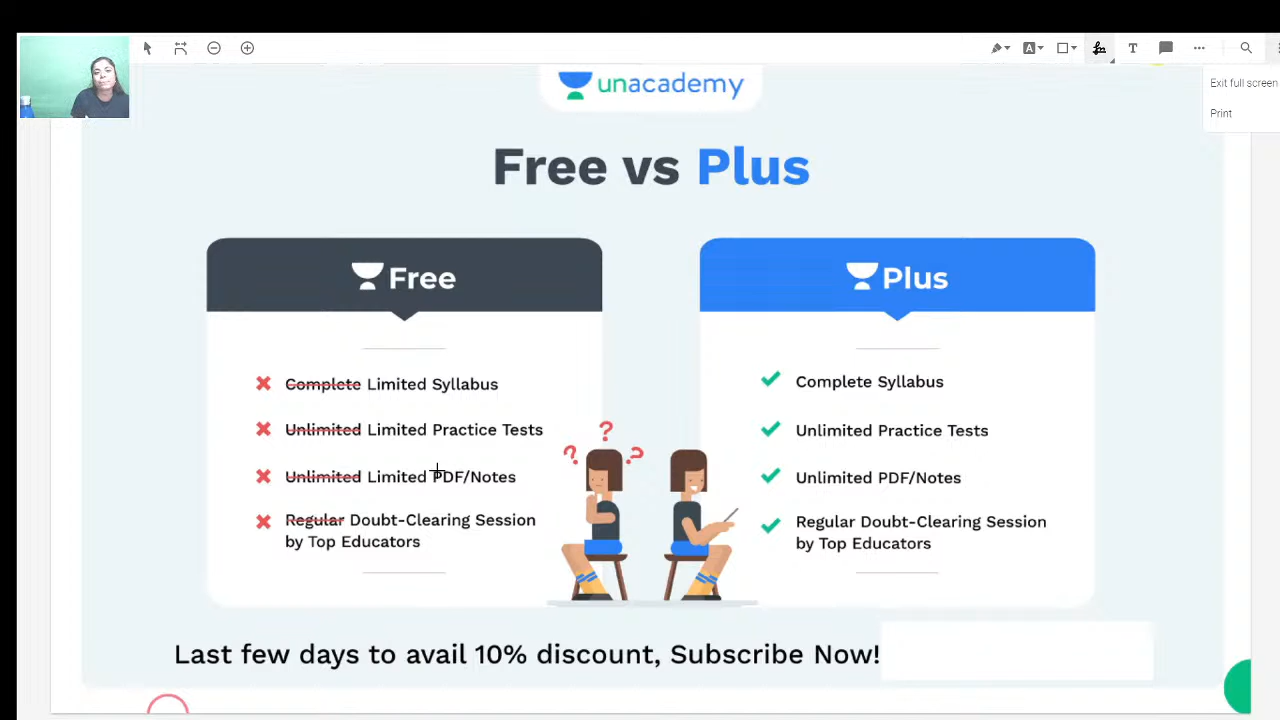 Exit full screen
Print
unacademy
Free vs Plus
Free
Complete Limited Syllabus
Unlimited Limited Practice Tests
Unlimited Limited PDF/Notes
Regular Doubt-Clearing Session
by Top Educators
? ? ?
Plus
Complete Syllabus
Unlimited Practice Tests
Unlimited PDF/Notes
Regular Doubt-Clearing Session
by Top Educators
Last few days to avail 10% discount, Subscribe Now!